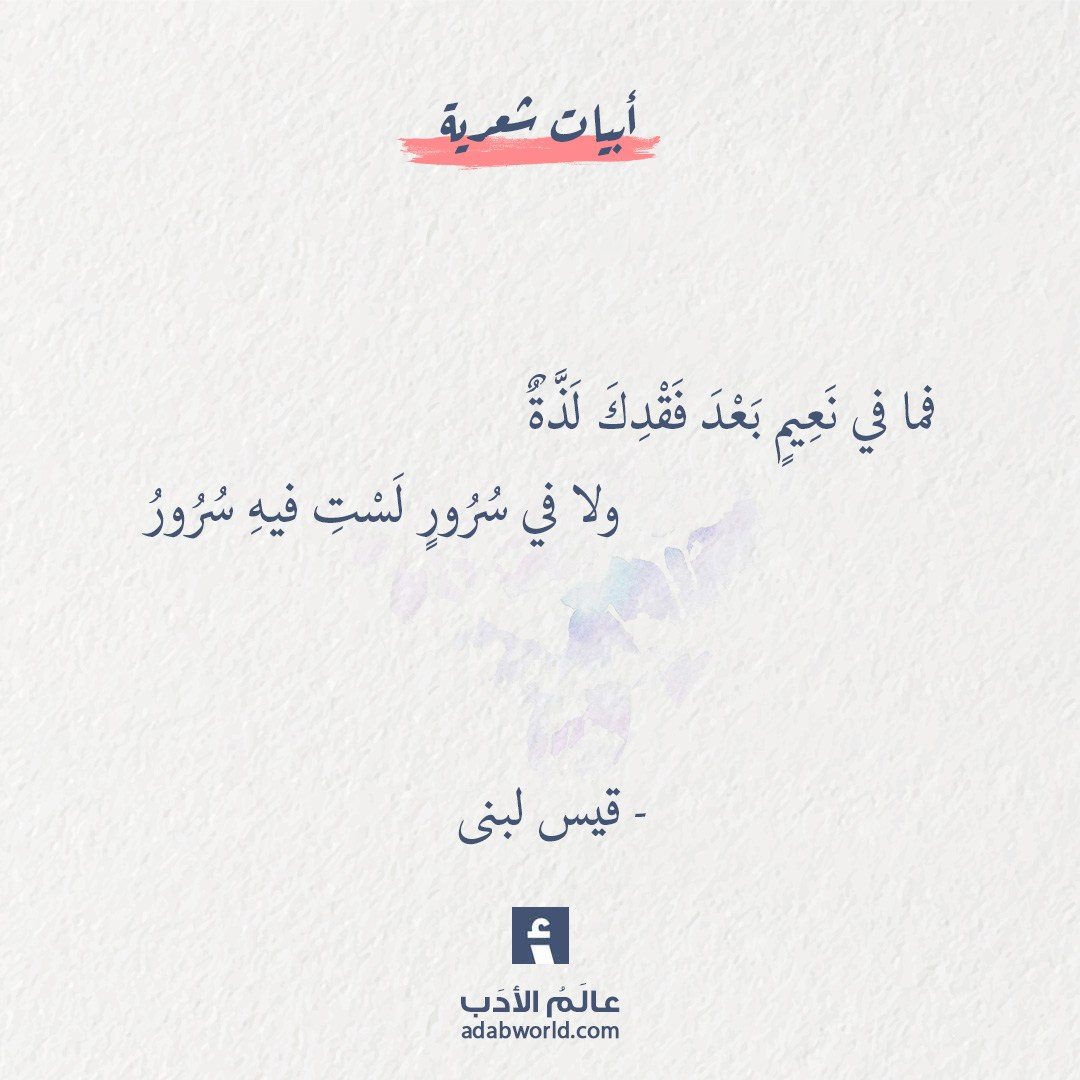 أبيات شعرية
فما في نَعِيمٍ بَعْدَ فَقْدِكَ لَذَّةٌ
ولا في سُرُورٍ لَسْتِ فيهِ سُرُورُ
- قيس لبنى
أ
عالَمُ الأدَب
adabworld.com